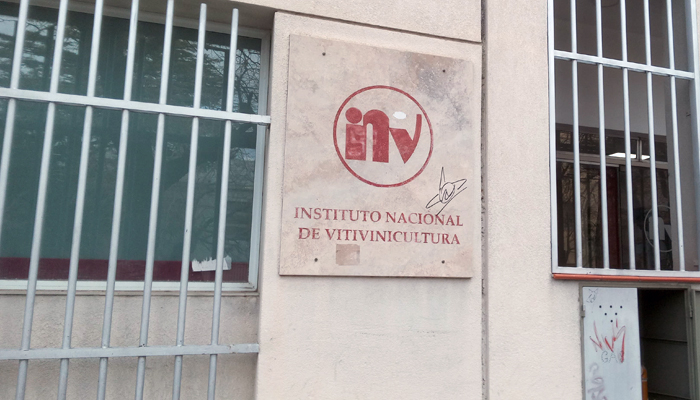 inv
INSTITUTO NACIONAL
DE VITIVINICULTURA